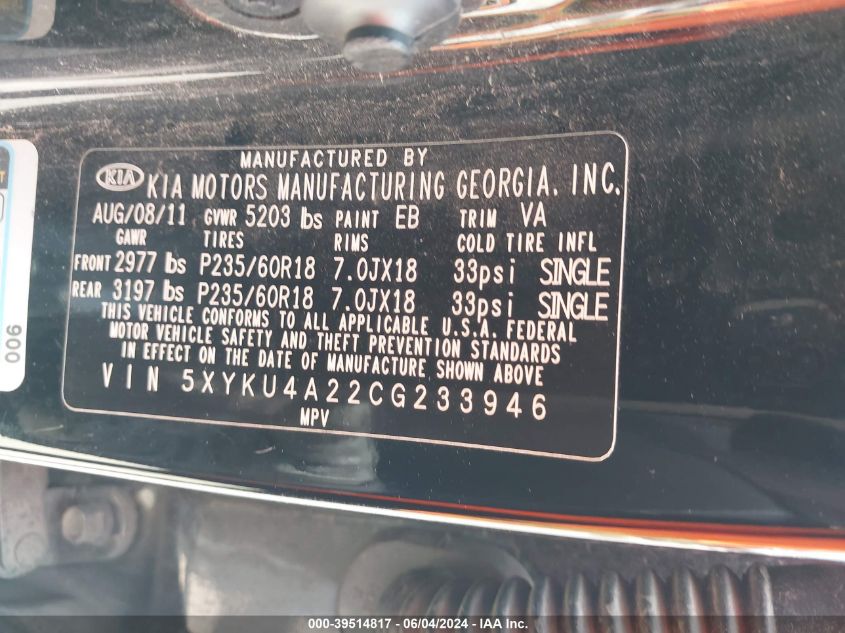 MANUFACTURED BY
KIA KIA MOTORS MANUFACTURING GEORGIA, INC.
AUG/08/11 GVWR 5203 lbs PAINT EB TRIM VA
GAWR TIRES RIMS COLD TIRE INFL
FRONT 2977 lbs P235/60R18 7.0JX18 33psi SINGLE
REAR 3197 lbs P235/60R18 7.0JX18 33psi SINGLE
THIS VEHICLE CONFORMS TO ALL APPLICABLE U.S.A. FEDERAL
MOTOR VEHICLE SAFETY AND THEFT PREVENTION STANDARDS
IN EFFECT ON THE DATE OF MANUFACTURE SHOWN ABOVE
VIN 5XYKU4A22CG233946
MPV
006
000-39514817 - 06/04/2024 - IAA Inc.